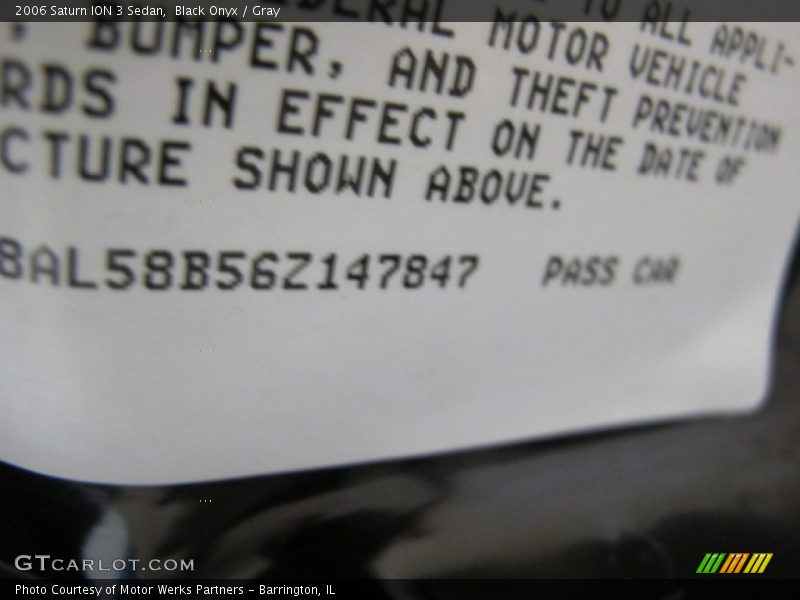 2006 Saturn ION 3 Sedan,  Black Onyx / Gray
TO ALL APPLI-
MOTOR VEHICLE
BUMPER, AND THEFT PREVENTION
RDS IN EFFECT ON THE DATE OF
CTURE SHOWN ABOVE.
8AL58B56Z147847 PASS CAR
GTCARLOT.COM
Photo Courtesy of Motor Werks Partners - Barrington, IL